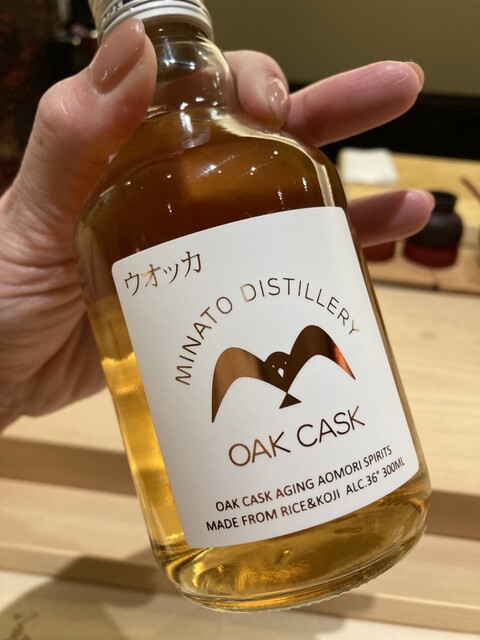 ウオッカ
MINATO DISTILLERY
OAK CASK
OAK CASK AGING AOMORI SPIRITS
MADE FROM RICE&KOJI ALC.36° 300ML